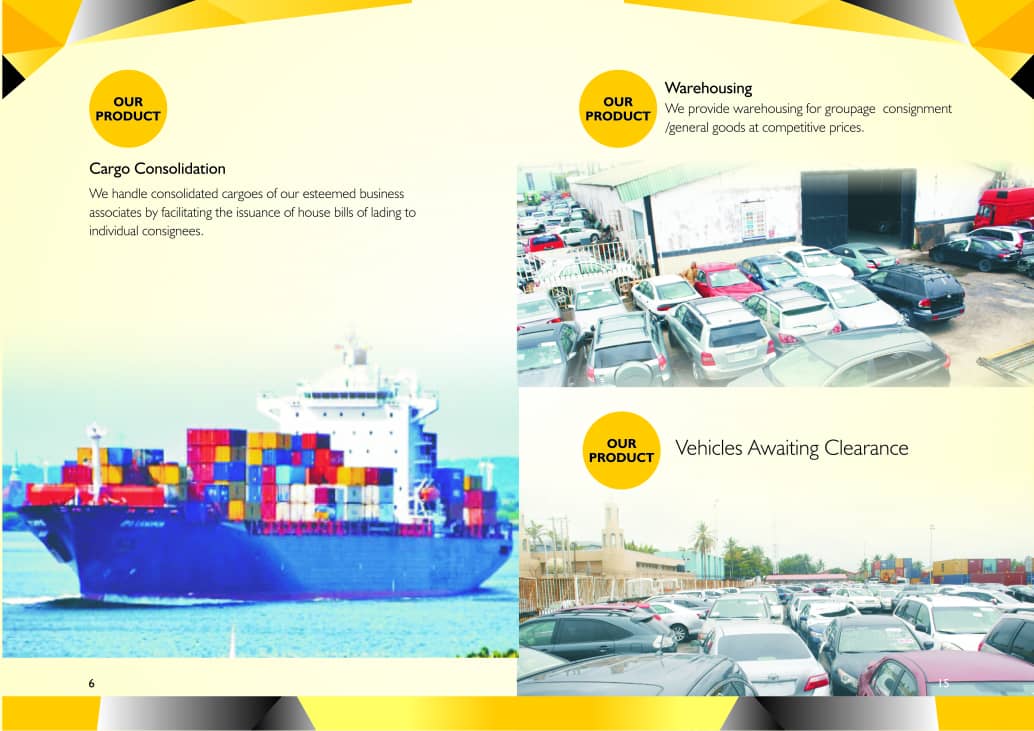 OUR
PRODUCT
Cargo Consolidation
We handle consolidated cargoes of our esteemed business
associates by facilitating the issuance of house bills of lading to
individual consignees.
6
OUR
PRODUCT
Warehousing
We provide warehousing for groupage consignment
/general goods at competitive prices.
OUR
PRODUCT
Vehicles Awaiting Clearance
15